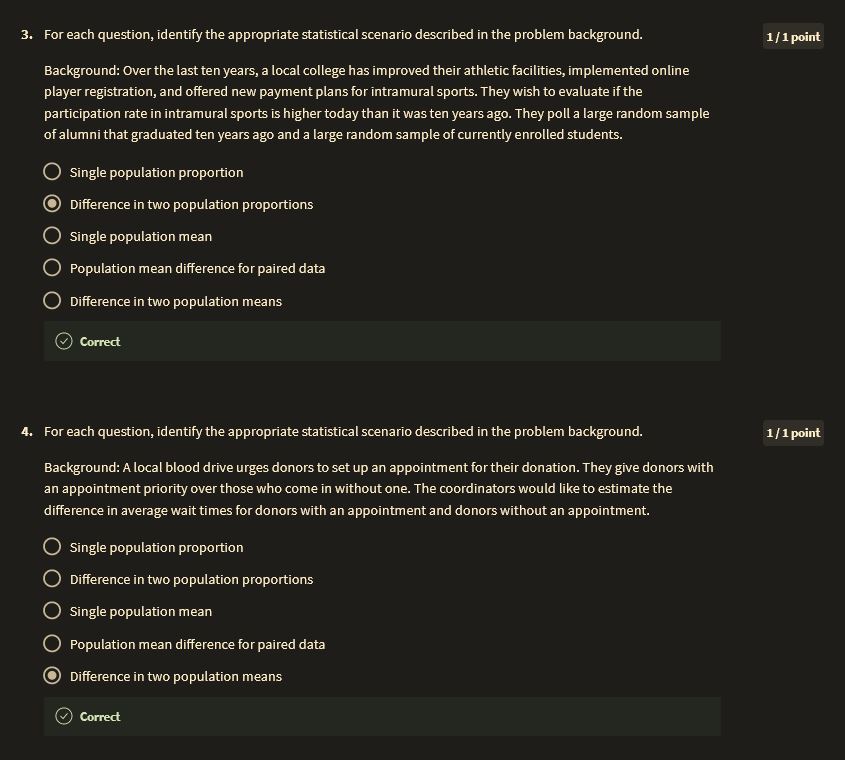 3. For each question, identify the appropriate statistical scenario described in the problem background.
1 / 1 point
Background: Over the last ten years, a local college has improved their athletic facilities, implemented online
player registration, and offered new payment plans for intramural sports. They wish to evaluate if the
participation rate in intramural sports is higher today than it was ten years ago. They poll a large random sample
of alumni that graduated ten years ago and a large random sample of currently enrolled students.
Single population proportion
Difference in two population proportions
Single population mean
Population mean difference for paired data
Difference in two population means
Correct
4. For each question, identify the appropriate statistical scenario described in the problem background.
1 / 1 point
Background: A local blood drive urges donors to set up an appointment for their donation. They give donors with
an appointment priority over those who come in without one. The coordinators would like to estimate the
difference in average wait times for donors with an appointment and donors without an appointment.
Single population proportion
Difference in two population proportions
Single population mean
Population mean difference for paired data
Difference in two population means
Correct